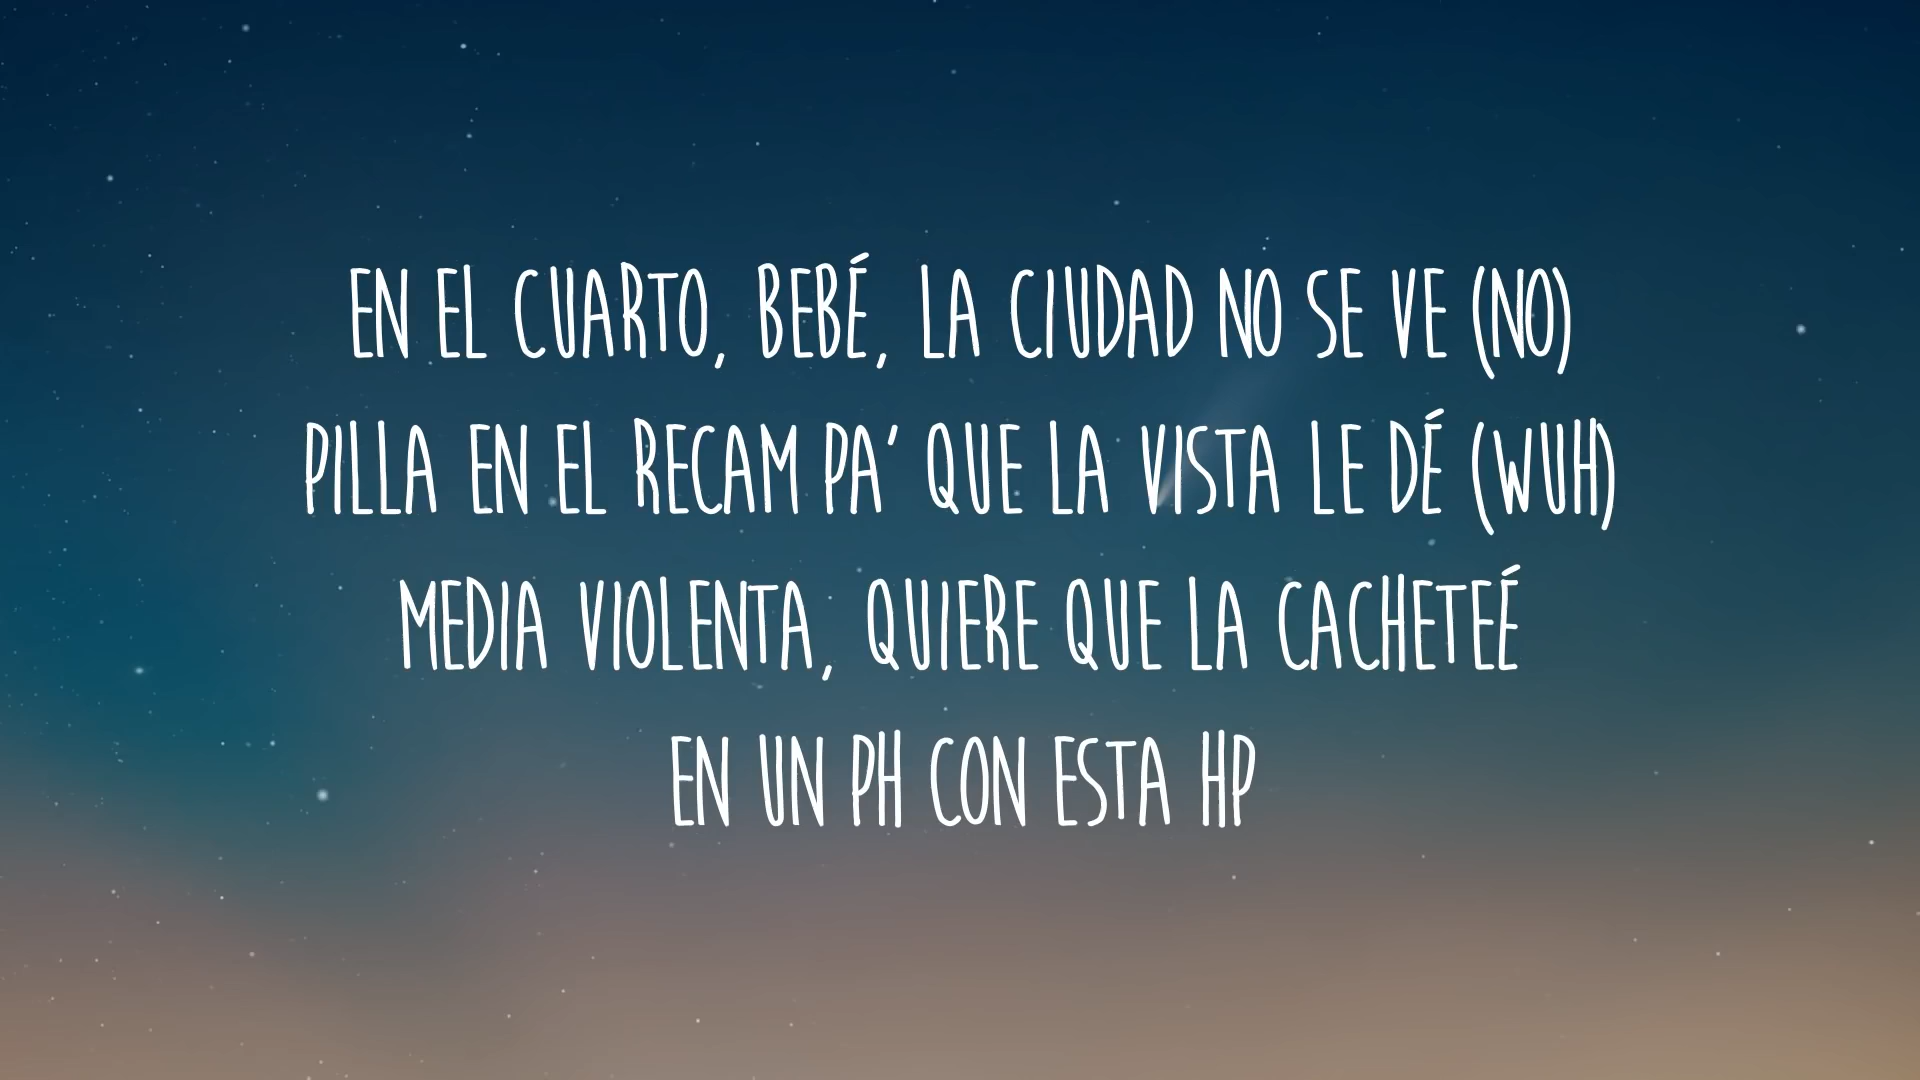 EN EL CUARTO, BEBÉ, LA CIUDAD NO SE VE (NO)
PILLA EN EL RECAM PA' QUE LA VISTA LE DÉ (WUH)
MEDIA VIOLENTA, QUIERE QUE LA CACHETEÉ
EN UN PH CON ESTA HP